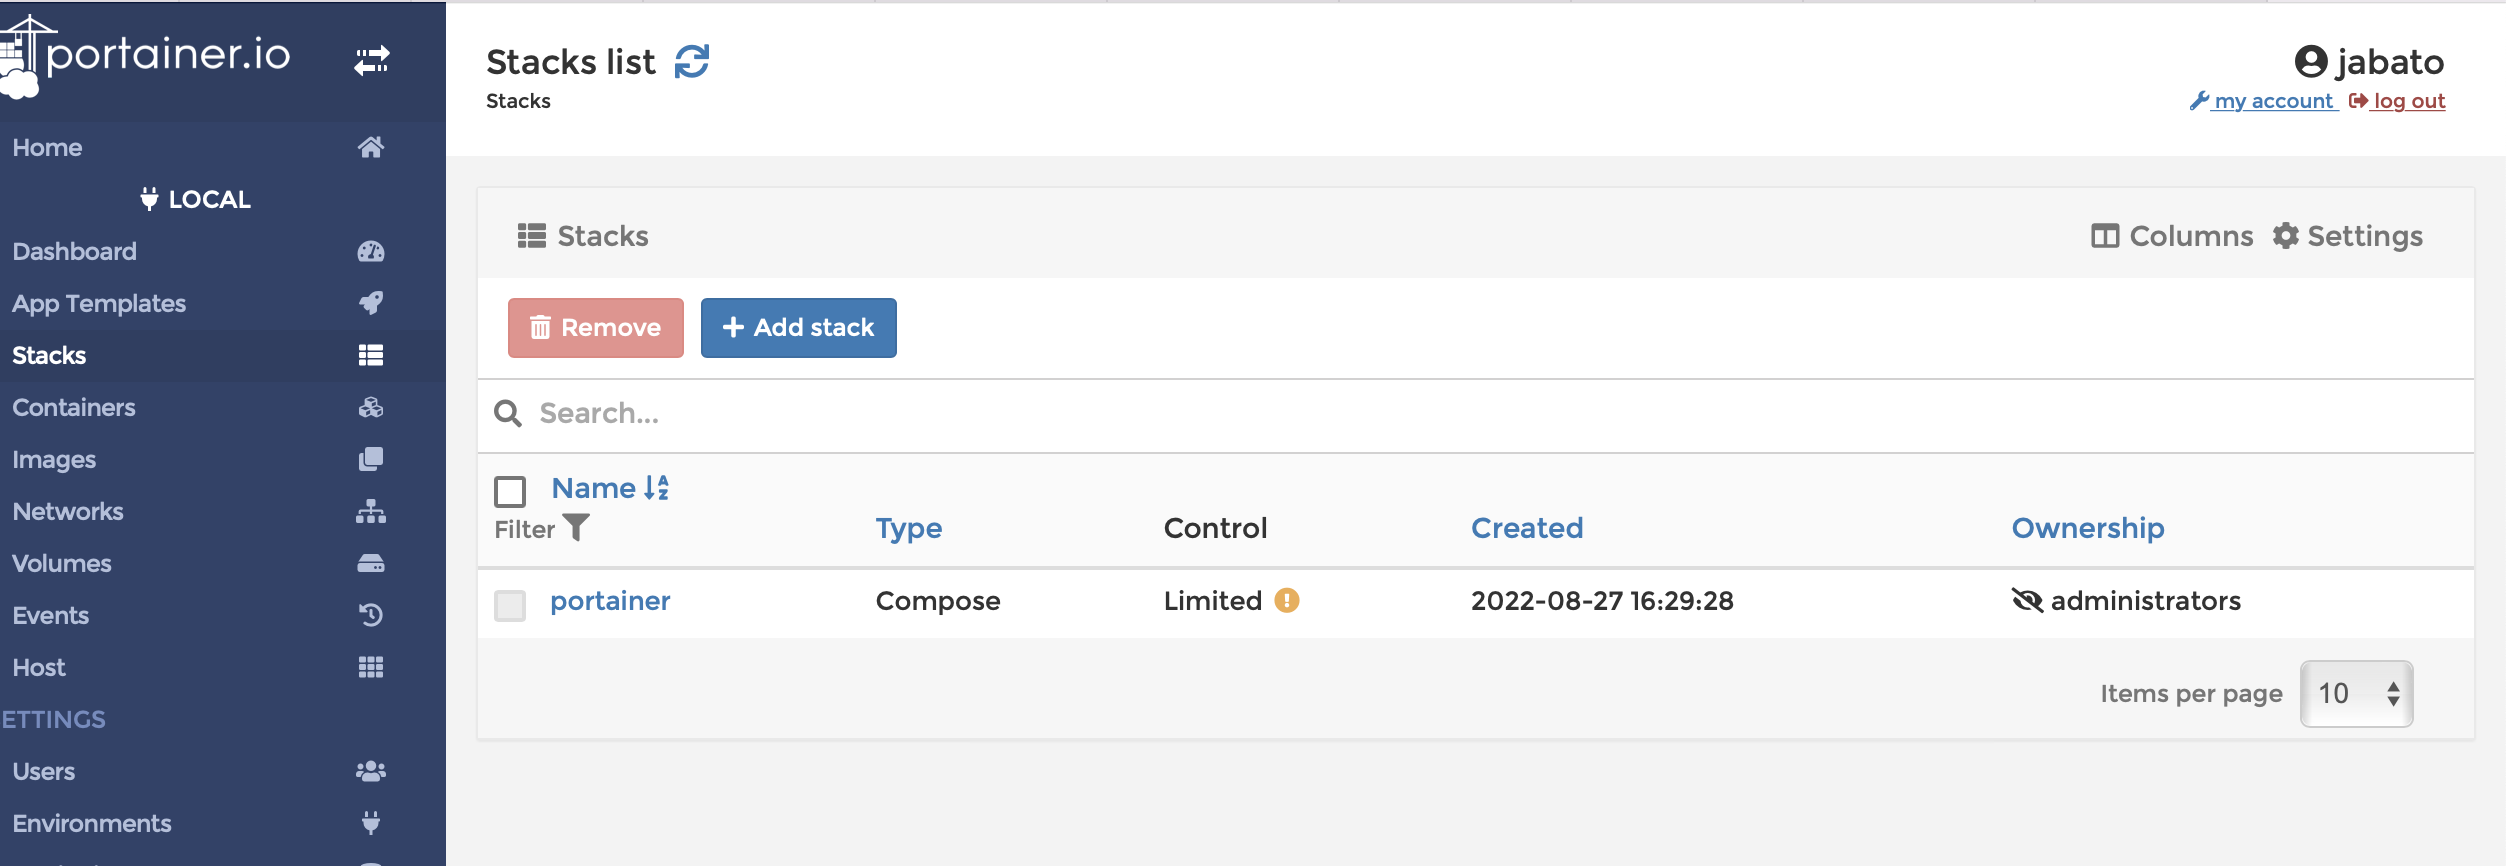 portainer.io
Home
LOCAL
Dashboard
App Templates
Stacks
Containers
Images
Networks
Volumes
Events
Host
ETTINGS
Users
Environments
Stacks list
Stacks
jabato
my account log out
Stacks
Columns Settings
Remove Add stack
Search...
Name
Filter Type Control Created Ownership
portainer Compose Limited 2022-08-27 16:29:28 administrators
Items per page 10